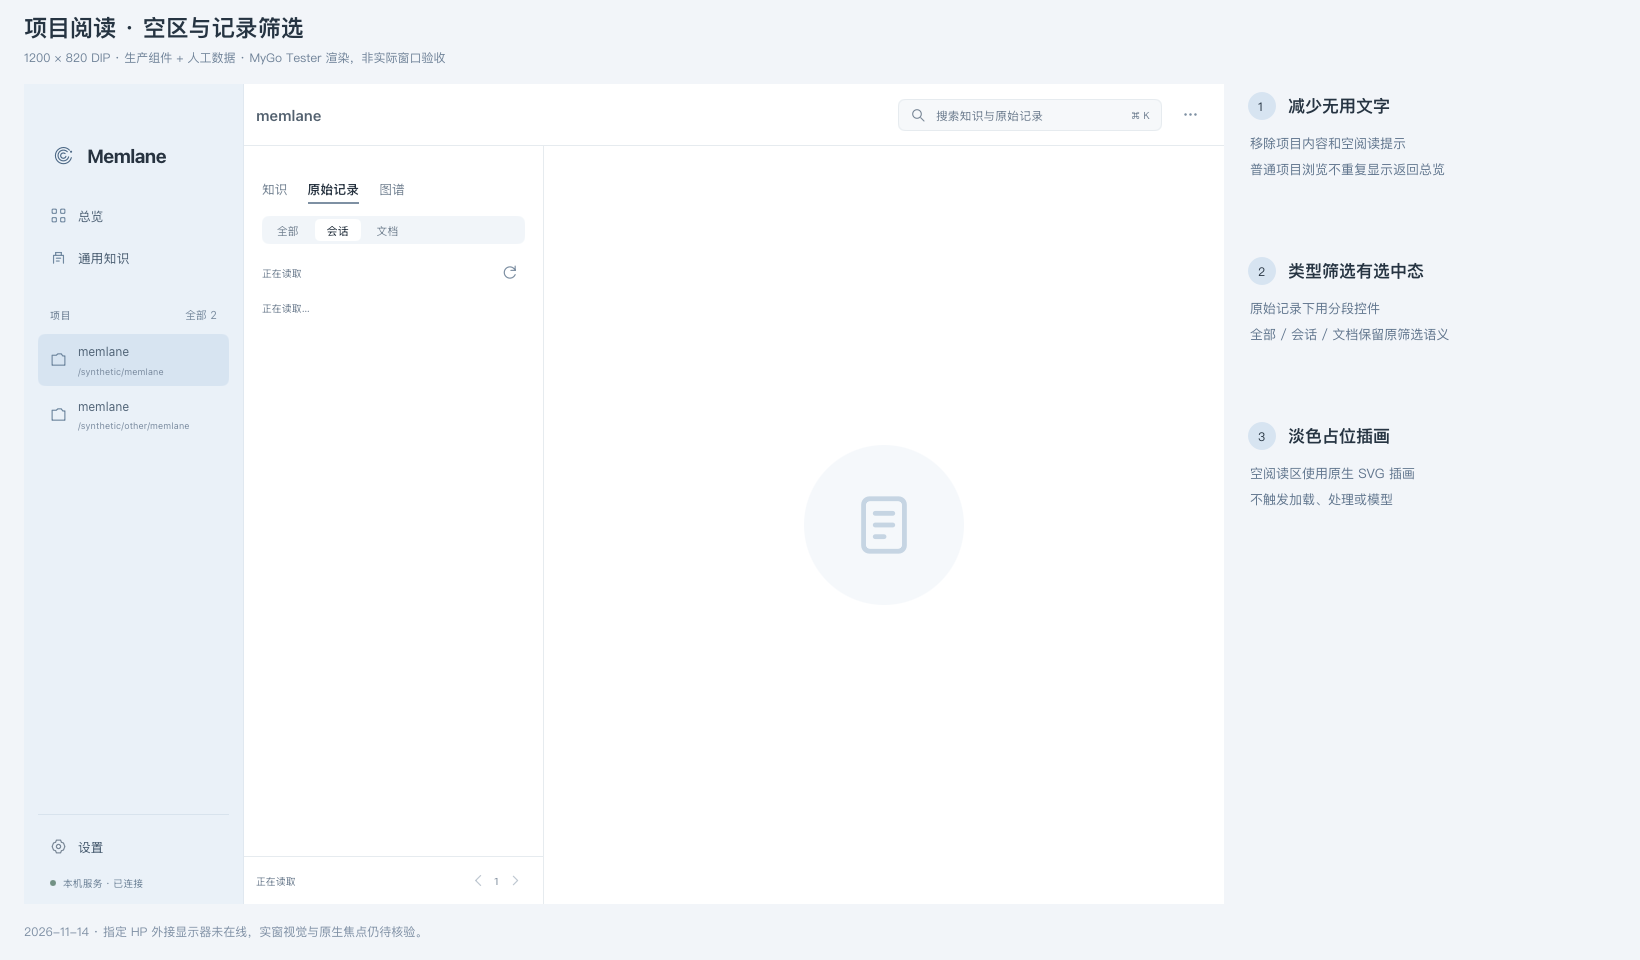 项目阅读 · 空区与记录筛选
1200 × 820 DIP · 生产组件 + 人工数据 · MyGo Tester 渲染，非实际窗口验收
Memlane
总览
通用知识
项目 全部 2
memlane
/synthetic/memlane
memlane
/synthetic/other/memlane
设置
本机服务 · 已连接
memlane
搜索知识与原始记录 ⌘ K
知识 原始记录 图谱
全部 会话 文档
正在读取
正在读取...
正在读取 1
1 减少无用文字
移除项目内容和空阅读提示
普通项目浏览不重复显示返回总览
2 类型筛选有选中态
原始记录下用分段控件
全部 / 会话 / 文档保留原筛选语义
3 淡色占位插画
空阅读区使用原生 SVG 插画
不触发加载、处理或模型
2026-11-14 · 指定 HP 外接显示器未在线，实窗视觉与原生焦点仍待核验。